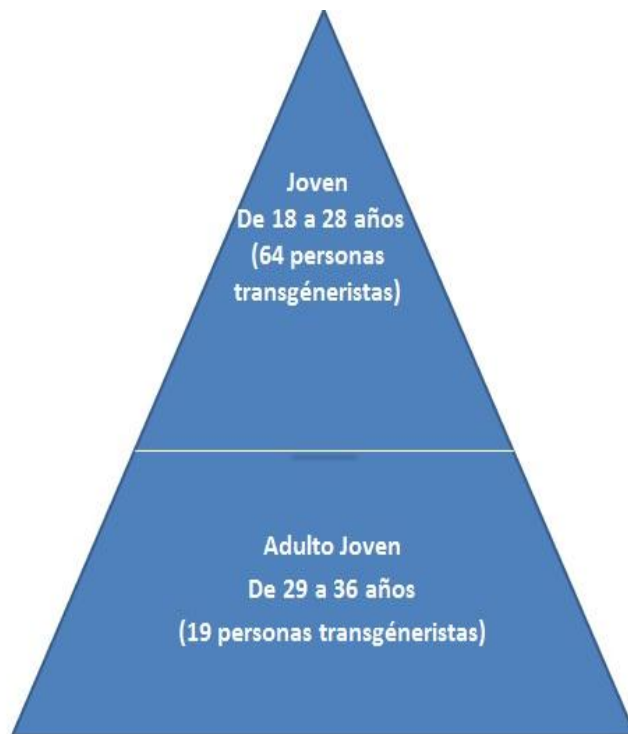 Joven
De 18 a 28 años
(64 personas
transgéneristas)
Adulto Joven
De 29 a 36 años
(19 personas transgéneristas)